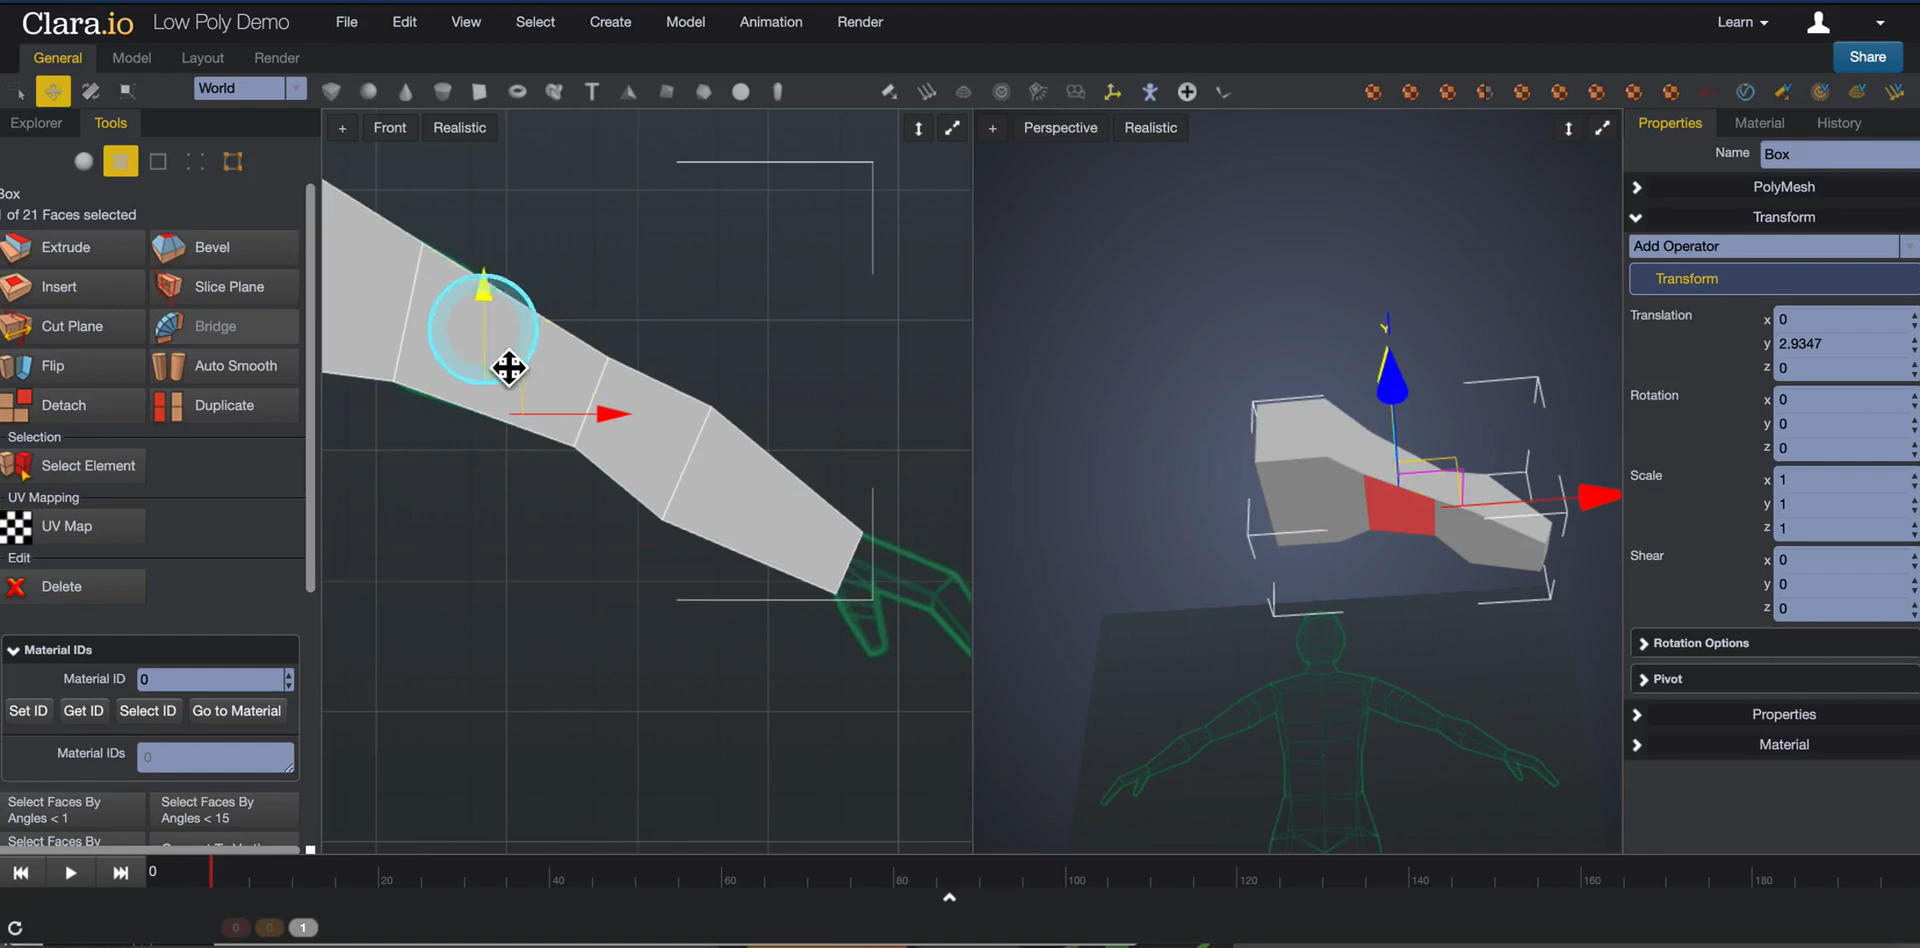 Clara.io Low Poly Demo File Edit View Select Create Model Animation Render Learn
General Model Layout Render Share
World
Explorer Tools
+ Front Realistic
+ Perspective Realistic
Properties Material History
Name Box
Box
of 21 Faces selected
Extrude Bevel
Insert Slice Plane
Cut Plane Bridge
Flip Auto Smooth
Detach Duplicate
Selection
Select Element
UV Mapping
UV Map
Edit
Delete
Material IDs
Material ID 0
Set ID Get ID Select ID Go to Material
Material IDs 0
Select Faces By
Angles < 1
Select Faces By
Angles < 15
Select Faces By
Y
PolyMesh
Transform
Add Operator
Transform
Translation x 0
y 2.9347
z 0
Rotation x 0
y 0
z 0
Scale x 1
y 1
z 1
Shear x 0
y 0
z 0
Rotation Options
Pivot
Properties
Material
0 20 40 60 80 100 120 140 160 180
0 0 1